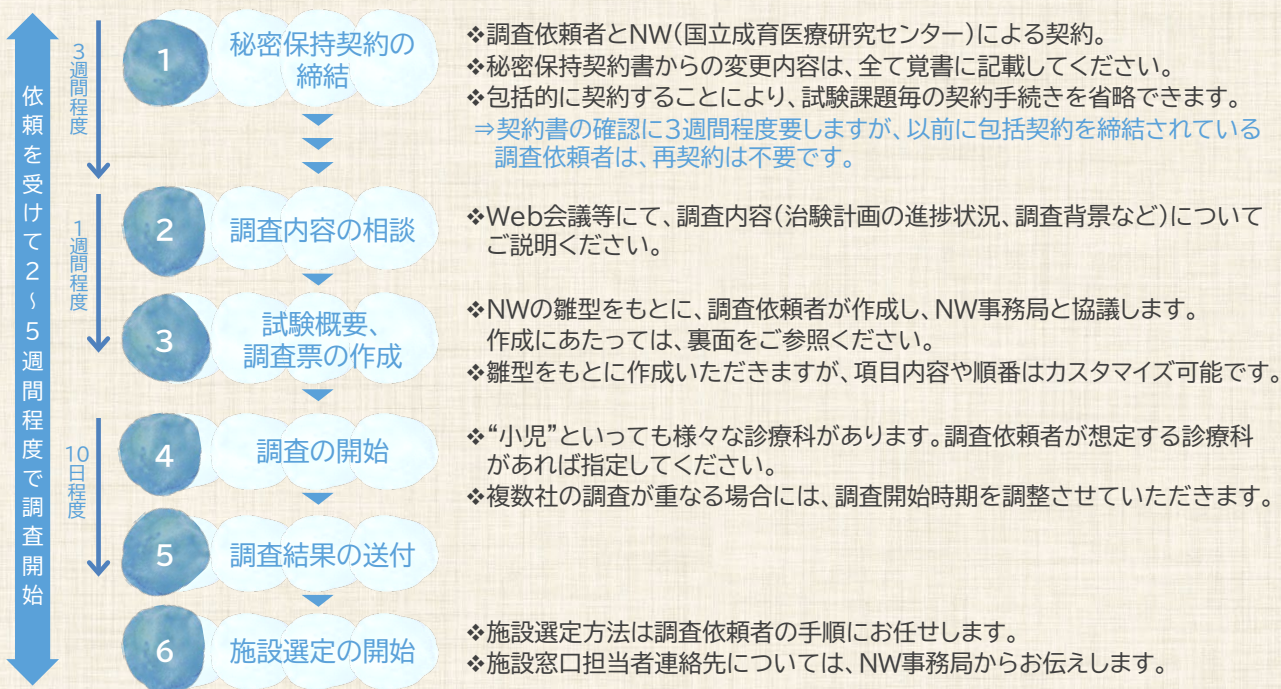 依頼を受けて2~5週間程度で調査開始
3週間程度
1
秘密保持契約の
締結
❖調査依頼者とNW(国立成育医療研究センター)による契約。
❖秘密保持契約書からの変更内容は、全て覚書に記載してください。
❖包括的に契約することにより、試験課題毎の契約手続きを省略できます。
⇒契約書の確認に3週間程度要しますが、以前に包括契約を締結されている
調査依頼者は、再契約は不要です。
1週間程度
2
調査内容の相談
❖Web会議等にて、調査内容(治験計画の進捗状況、調査背景など)について
ご説明ください。
3
試験概要、
調査票の作成
❖NWの雛型をもとに、調査依頼者が作成し、NW事務局と協議します。
作成にあたっては、裏面をご参照ください。
❖雛型をもとに作成いただきますが、項目内容や順番はカスタマイズ可能です。
10日程度
4
調査の開始
❖“小児”といっても様々な診療科があります。調査依頼者が想定する診療科
があれば指定してください。
❖複数社の調査が重なる場合には、調査開始時期を調整させていただきます。
5
調査結果の送付
6
施設選定の開始
❖施設選定方法は調査依頼者の手順にお任せします。
❖施設窓口担当者連絡先については、NW事務局からお伝えします。